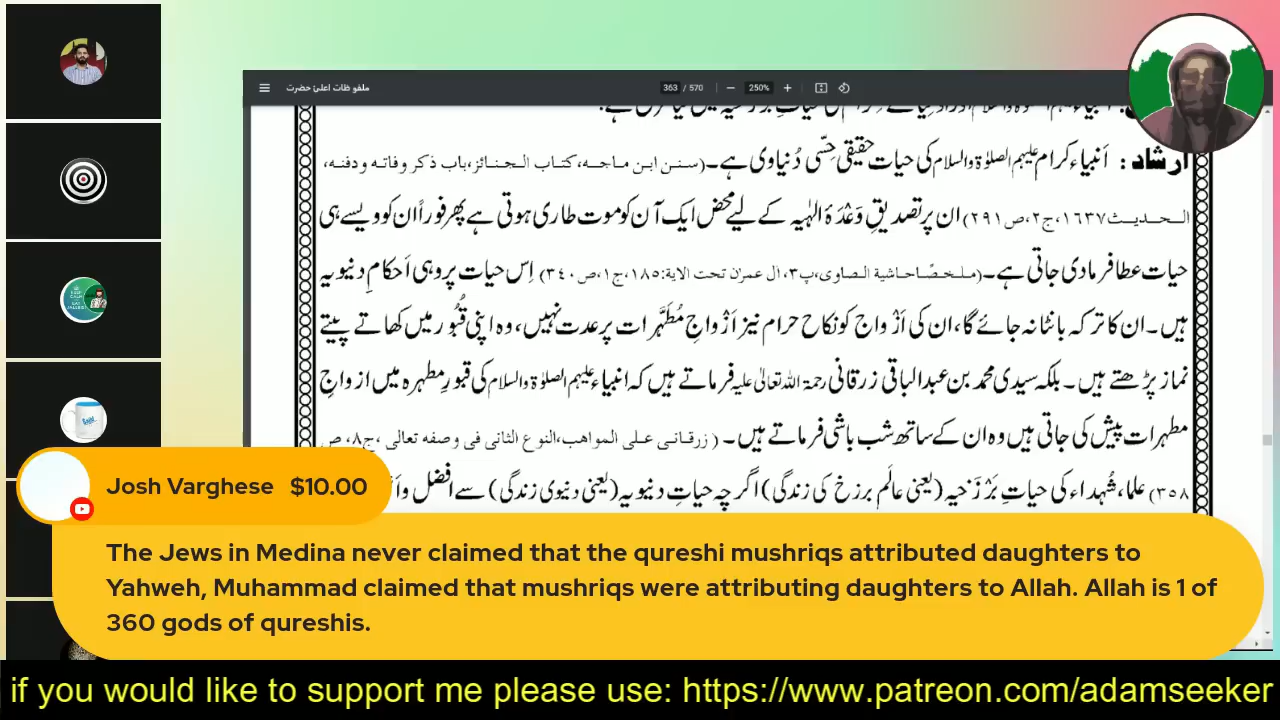 ملفوظات اعلیٰ حضرت
363 / 570
250%
ارشاد : اَنبیاء کرام علیہم الصلوٰۃ والسلام کی حیات حقیقی حِسّی دُنیاوی ہے۔ (سنن ابن ماجہ، کتاب الجنائز، باب ذکر وفاتہ ودفنہ،
الحدیث ۱۶۳۷، ج۲، ص۲۹۱) ان پر تصدیقِ وَعْدَۂ الٰہیہ کے لیے محض ایک آن کو موت طاری ہوتی ہے پھر فوراً ان کو ویسے ہی
حیات عطا فرمادی جاتی ہے۔ (ملخصًا حاشیۃ الصاوی، پ۳، ال عمرٰن تحت الایۃ:۱۸۵، ج۱، ص۳٤۰) اِس حیات پر وہی اَحکامِ دنیویہ
ہیں۔ ان کا ترکہ بانٹا نہ جائے گا، ان کی اَزْواج کو نکاح حرام نیز اَزْواجِ مُطَہَّرات پر عدت نہیں، وہ اپنی قُبُور میں کھاتے پیتے
نماز پڑھتے ہیں۔ بلکہ سیدی محمد بن عبدالباقی زرقانی رحمۃ اللہ تعالیٰ علیہ فرماتے ہیں کہ انبیاء علیہم الصلوٰۃ والسلام کی قبورِ مطہرہ میں ازواجِ
مطہرات پیش کی جاتی ہیں وہ ان کے ساتھ شب باشی فرماتے ہیں۔ (زرقانی علی المواھب، النوع الثانی فی وصفہ تعالی، ج۸، ص
۳۵۸) علما، شُہداء کی حیاتِ بَرْزَخیہ (یعنی عالَمِ برزخ کی زندگی) اگرچہ حیاتِ دنیویہ (یعنی دنیوی زندگی) سے افضل
Josh Varghese $10.00
The Jews in Medina never claimed that the qureshi mushriqs attributed daughters to
Yahweh, Muhammad claimed that mushriqs were attributing daughters to Allah. Allah is 1 of
360 gods of qureshis.
if you would like to support me please use: https://www.patreon.com/adamseeker